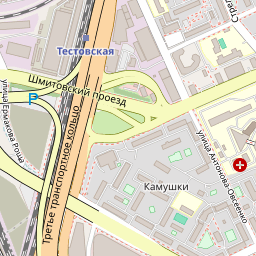 Тестовская
Шмитовский проезд
улица Ермакова Роща
P
Третье транспортное кольцо
улица Антонова-Овсеенко
Камушки